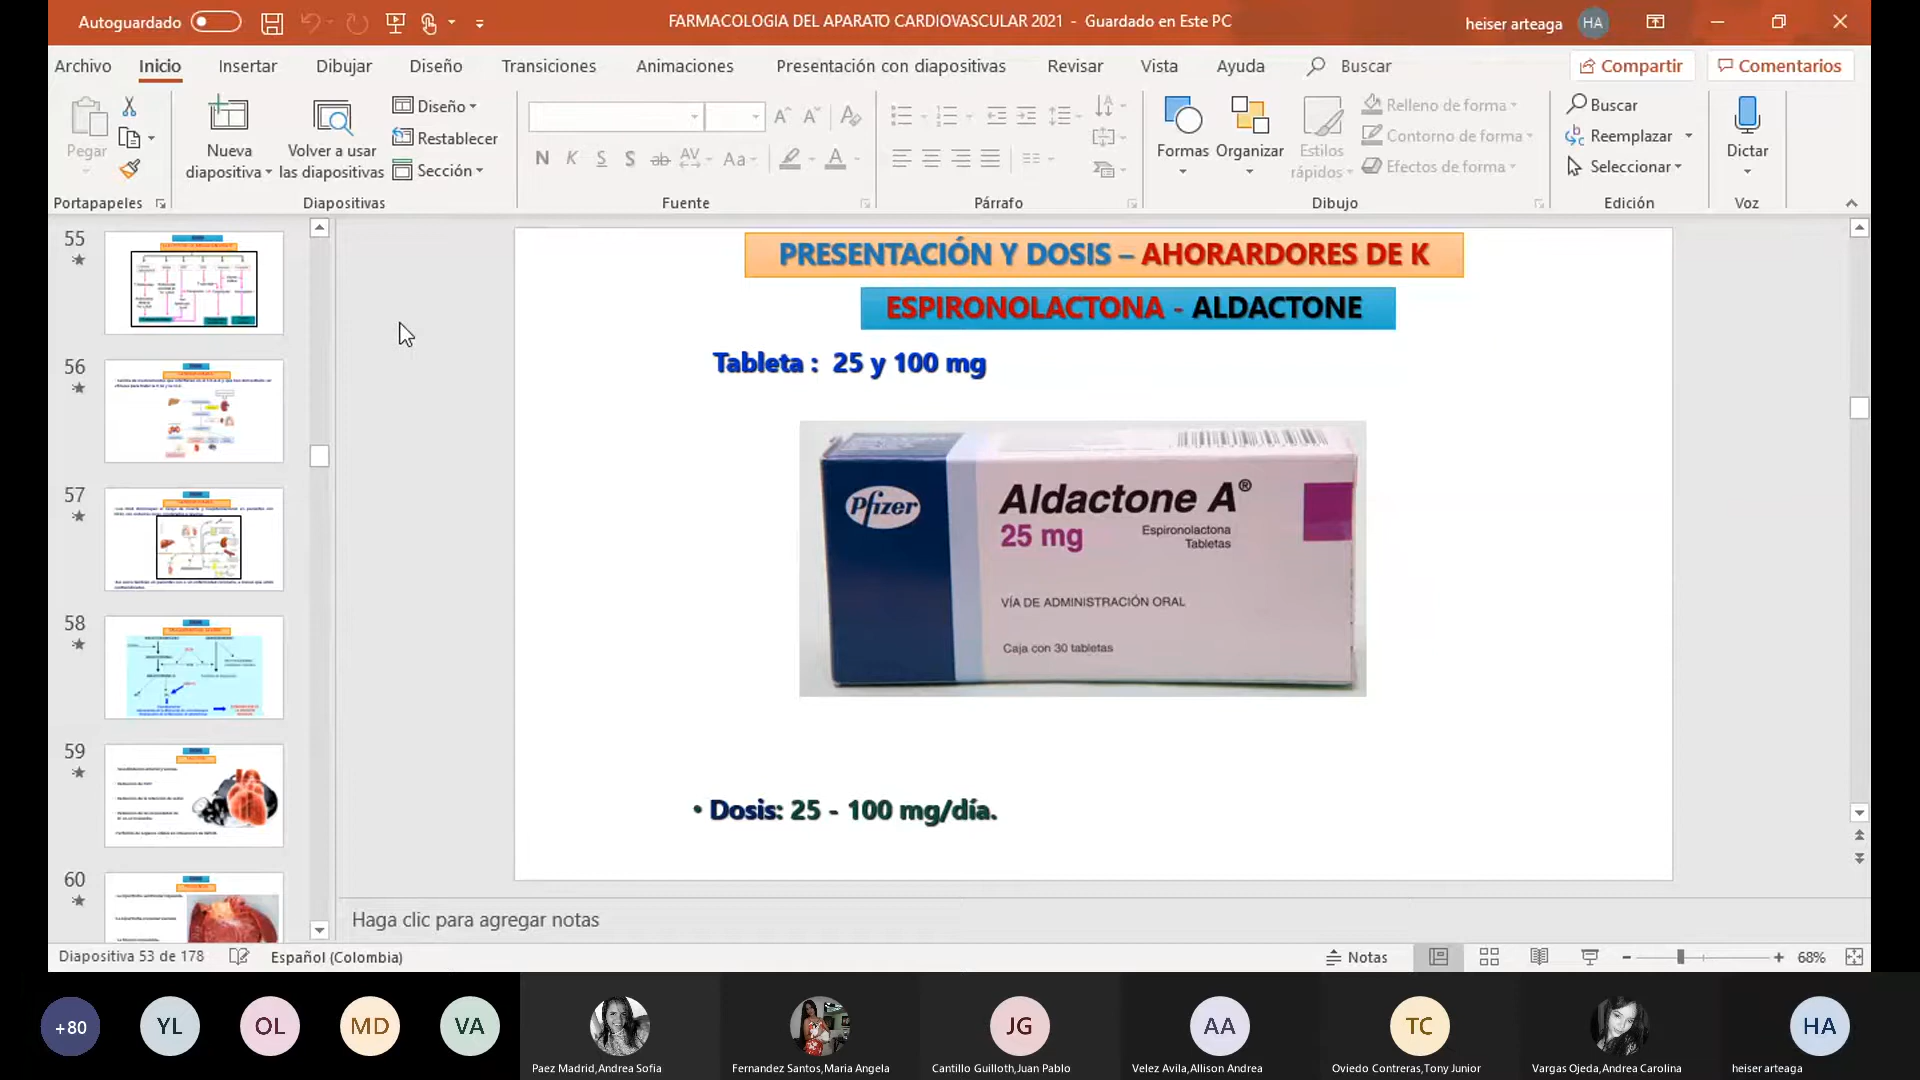 Autoguardado
FARMACOLOGIA DEL APARATO CARDIOVASCULAR 2021 - Guardado en Este PC
heiser arteaga
HA
Archivo Inicio Insertar Dibujar Diseño Transiciones Animaciones Presentación con diapositivas Revisar Vista Ayuda Buscar Compartir Comentarios
Pegar
Nueva diapositiva
Volver a usar las diapositivas
Diseño
Restablecer
Sección
N K S S ab AV Aa A
Formas
Organizar
Estilos rápidos
Relleno de forma
Contorno de forma
Efectos de forma
Buscar
Reemplazar
Seleccionar
Dictar
Portapapeles Diapositivas Fuente Párrafo Dibujo Edición Voz
55
56
57
58
59
60
PRESENTACIÓN Y DOSIS – AHORARDORES DE K
ESPIRONOLACTONA - ALDACTONE
Tableta : 25 y 100 mg
Pfizer
Aldactone A®
25 mg
Espironolactona
Tabletas
VÍA DE ADMINISTRACIÓN ORAL
Caja con 30 tabletas
• Dosis: 25 - 100 mg/día.
Haga clic para agregar notas
Diapositiva 53 de 178
Español (Colombia)
Notas
68%
+80 YL OL MD VA JG AA TC HA
Paez Madrid,Andrea Sofia
Fernandez Santos,Maria Angela
Cantillo Guilloth,Juan Pablo
Velez Avila,Allison Andrea
Oviedo Contreras,Tony Junior
Vargas Ojeda,Andrea Carolina
heiser arteaga